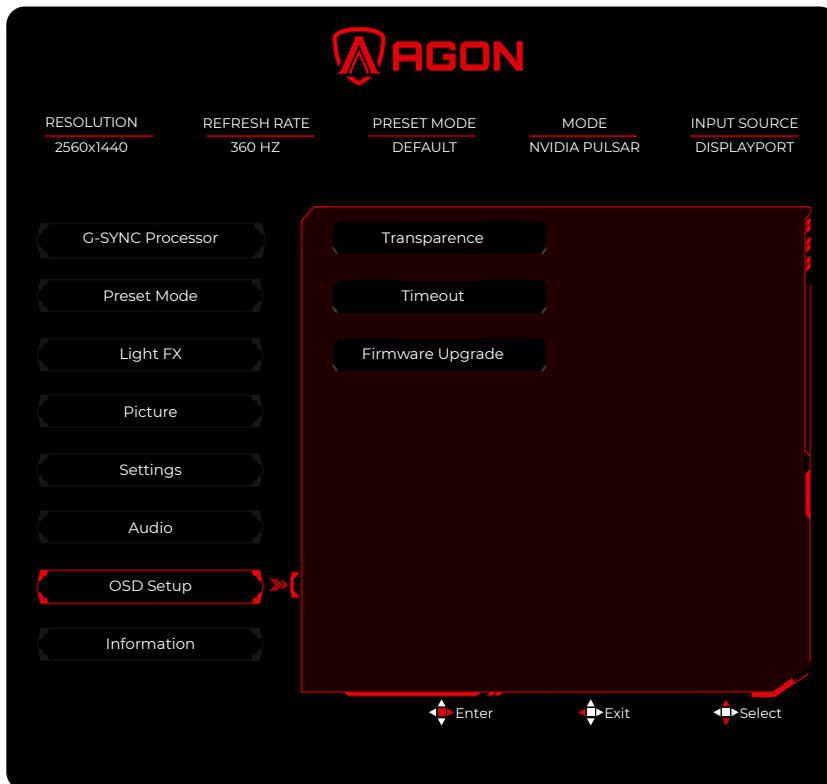 AGON
RESOLUTION REFRESH RATE PRESET MODE MODE INPUT SOURCE
2560x1440 360 HZ DEFAULT NVIDIA PULSAR DISPLAYPORT
G-SYNC Processor Transparence
Preset Mode Timeout
Light FX Firmware Upgrade
Picture
Settings
Audio
OSD Setup
Information
Enter Exit Select